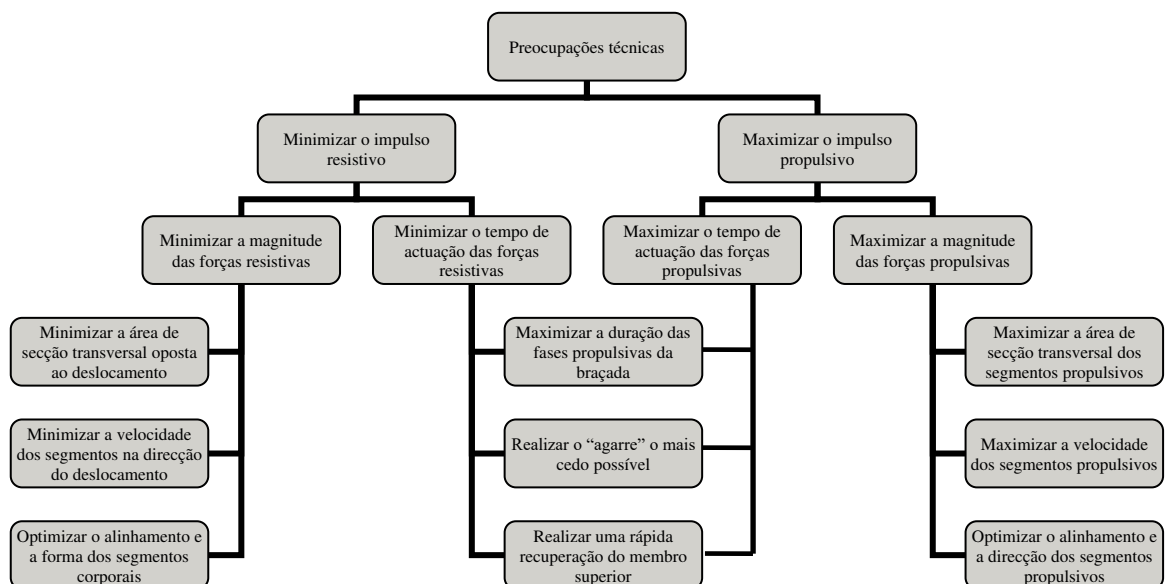 Preocupações técnicas
Minimizar o impulso
resistivo
Maximizar o impulso
propulsivo
Minimizar a magnitude
das forças resistivas
Minimizar o tempo de
actuação das forças
resistivas
Maximizar o tempo de
actuação das forças
propulsivas
Maximizar a magnitude
das forças propulsivas
Minimizar a área de
secção transversal oposta
ao deslocamento
Maximizar a duração das
fases propulsivas da
braçada
Maximizar a área de
secção transversal dos
segmentos propulsivos
Minimizar a velocidade
dos segmentos na direcção
do deslocamento
Realizar o “agarre” o mais
cedo possível
Maximizar a velocidade
dos segmentos propulsivos
Optimizar o alinhamento e
a forma dos segmentos
corporais
Realizar uma rápida
recuperação do membro
superior
Optimizar o alinhamento e
a direcção dos segmentos
propulsivos